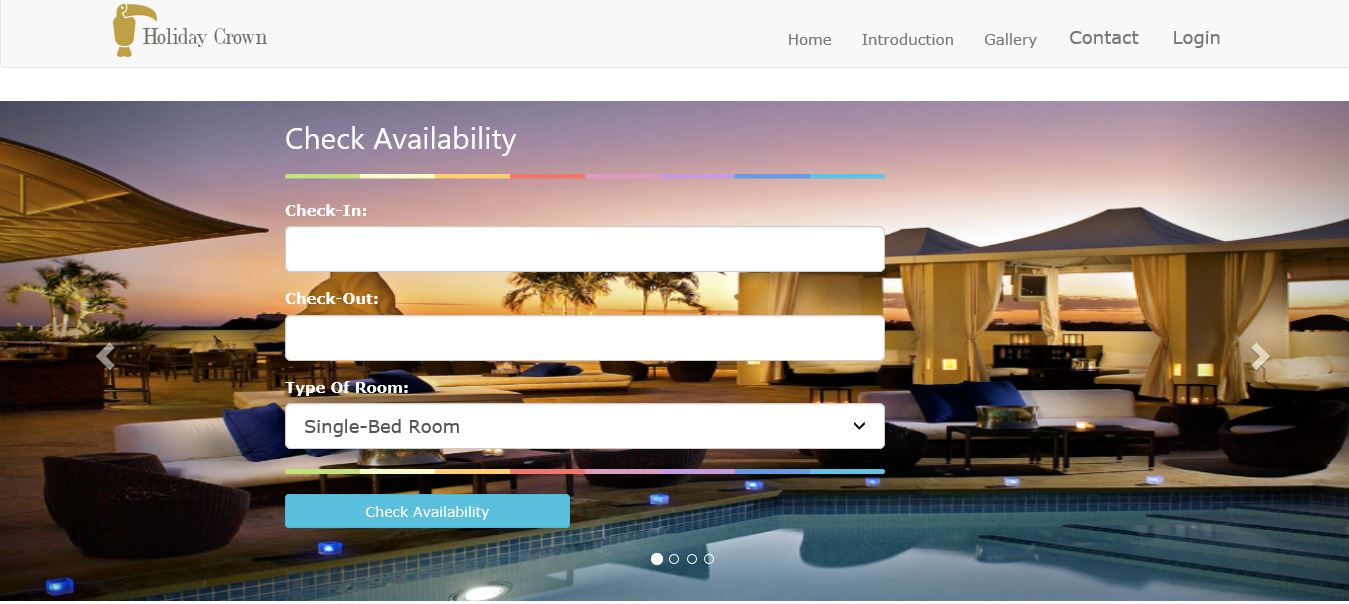 Holiday Crown
Home Introduction Gallery Contact Login
Check Availability
Check-In:
Check-Out:
Type Of Room:
Single-Bed Room
Check Availability